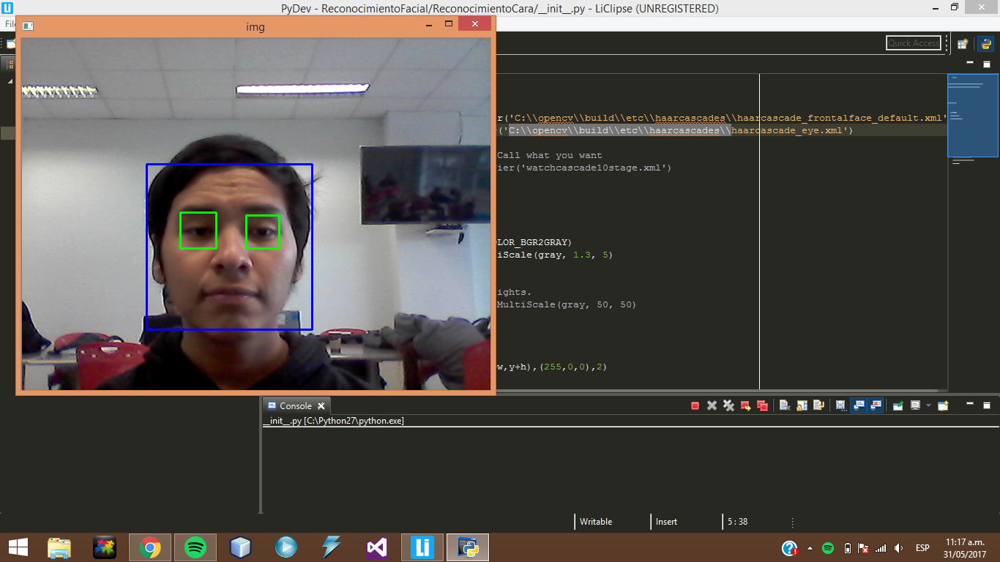 PyDev - ReconocimientoFacial/ReconocimientoCara/__init__.py - LiClipse (UNREGISTERED)
img
Quick Access
r('C:\\opencv\\build\\etc\\haarcascades\\haarcascade_frontalface_default.xml'
('C:\\opencv\\build\\etc\\haarcascades\\haarcascade_eye.xml')
Call what you want
ier('watchcascade10stage.xml')
OLOR_BGR2GRAY)
iScale(gray, 1.3, 5)
ights.
MultiScale(gray, 50, 50)
w,y+h),(255,0,0),2)
Console
__init__.py [C:\Python27\python.exe]
Writable
Insert
5 : 38
Li
ESP
11:17 a.m.
31/05/2017